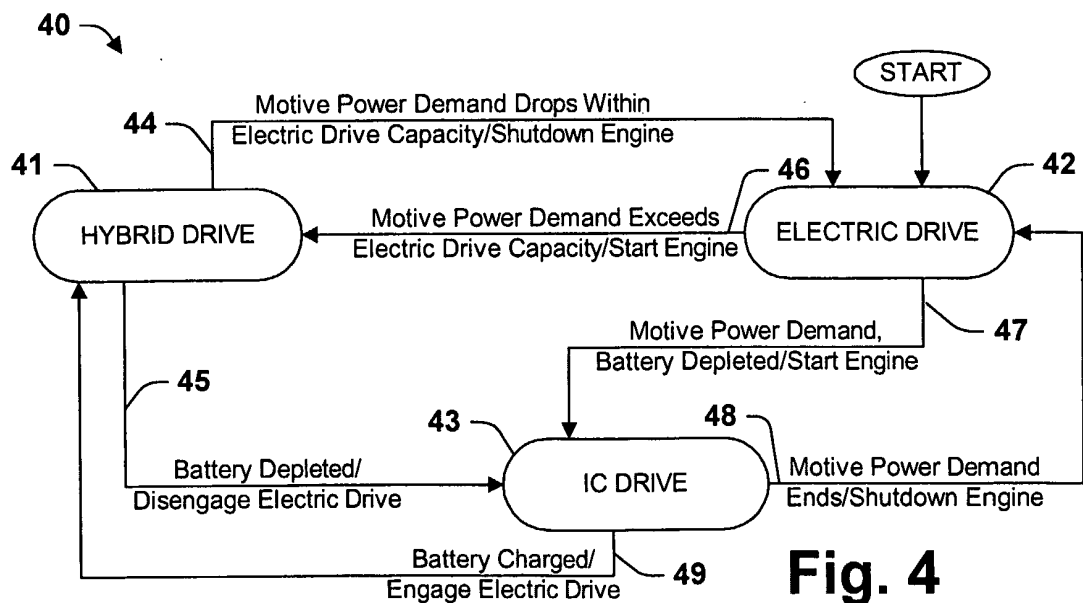 40
START
Motive Power Demand Drops Within
Electric Drive Capacity/Shutdown Engine
44
41
46
42
HYBRID DRIVE
Motive Power Demand Exceeds
Electric Drive Capacity/Start Engine
ELECTRIC DRIVE
47
Motive Power Demand,
Battery Depleted/Start Engine
45
43
48
Battery Depleted/
Disengage Electric Drive
IC DRIVE
Motive Power Demand
Ends/Shutdown Engine
Battery Charged/
Engage Electric Drive
49
Fig. 4